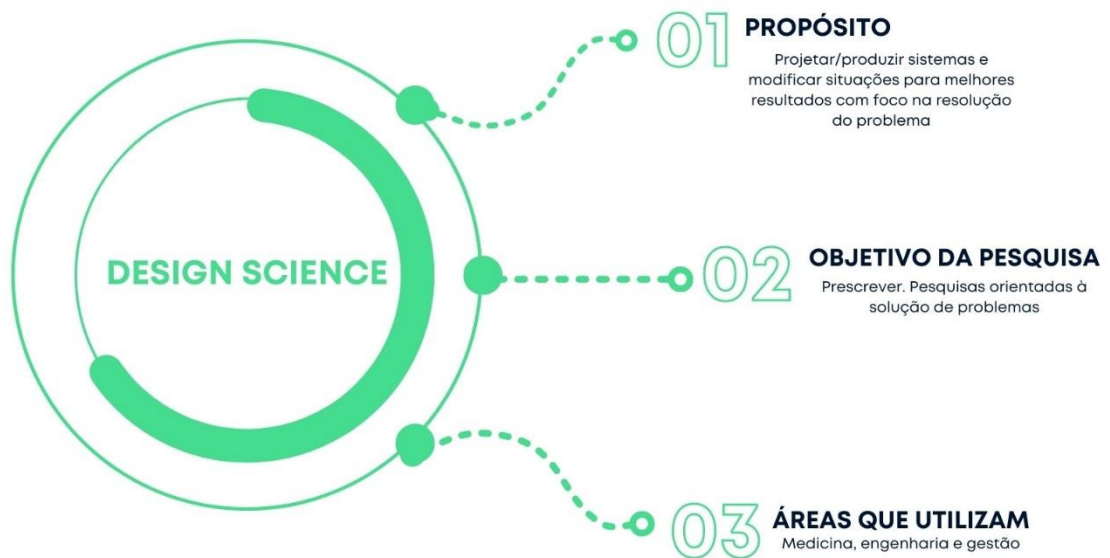 DESIGN SCIENCE
01 PROPÓSITO
Projetar/produzir sistemas e
modificar situações para melhores
resultados com foco na resolução
do problema
02 OBJETIVO DA PESQUISA
Prescrever. Pesquisas orientadas à
solução de problemas
03 ÁREAS QUE UTILIZAM
Medicina, engenharia e gestão